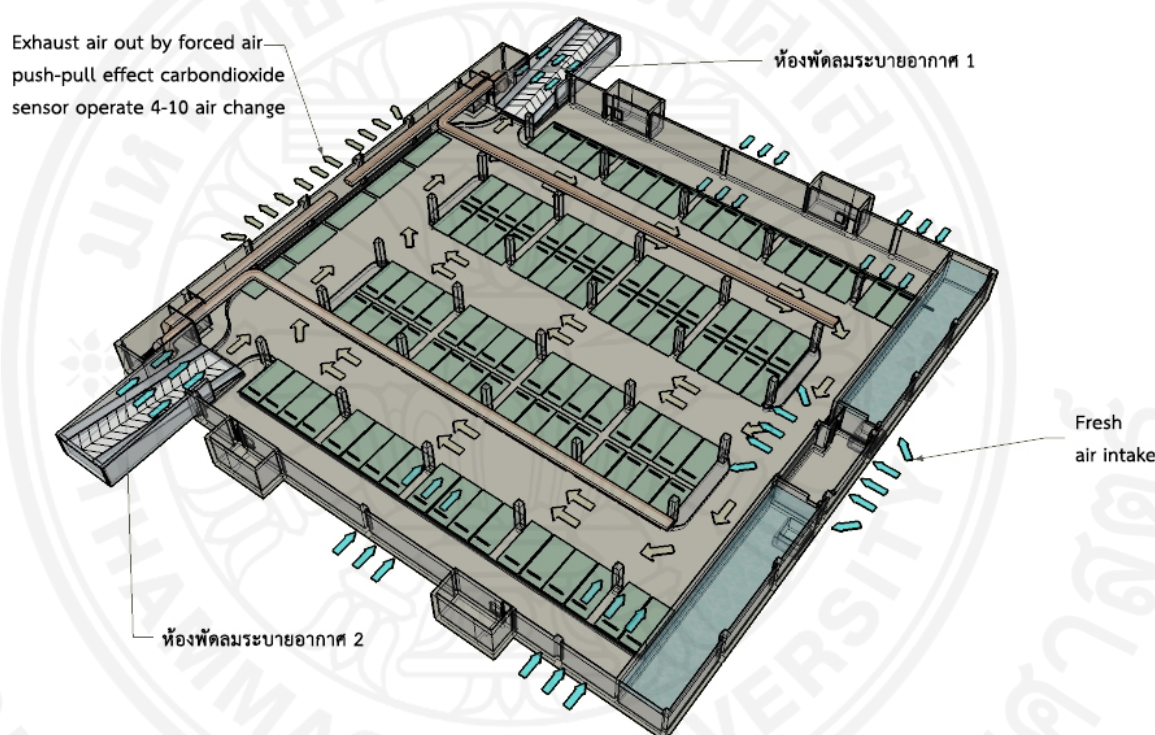 Exhaust air out by forced air
push-pull effect carbondioxide
sensor operate 4-10 air change
ห้องพัดลมระบายอากาศ 1
Fresh
air intake
ห้องพัดลมระบายอากาศ 2